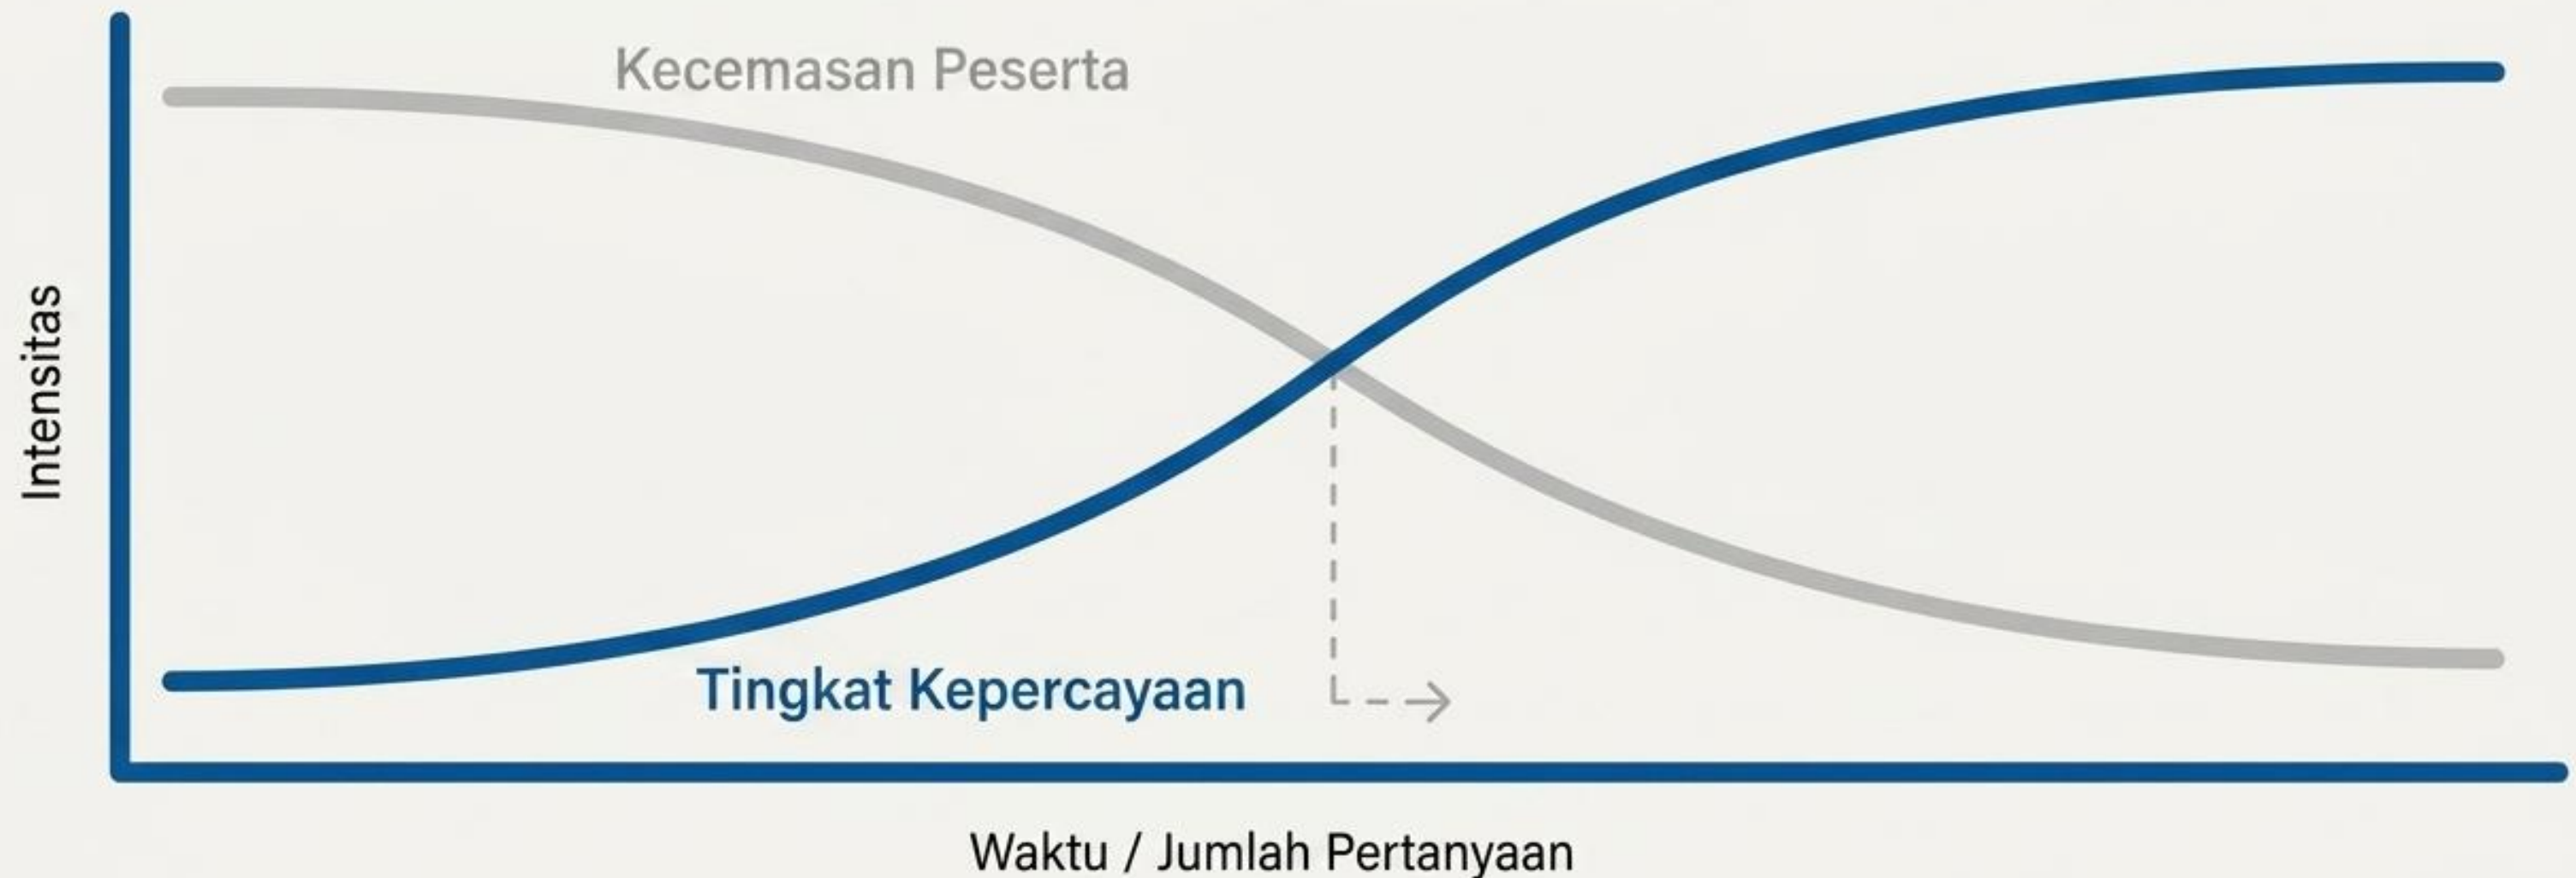 Kecemasan Peserta
Intensitas
Tingkat Kepercayaan
Waktu / Jumlah Pertanyaan